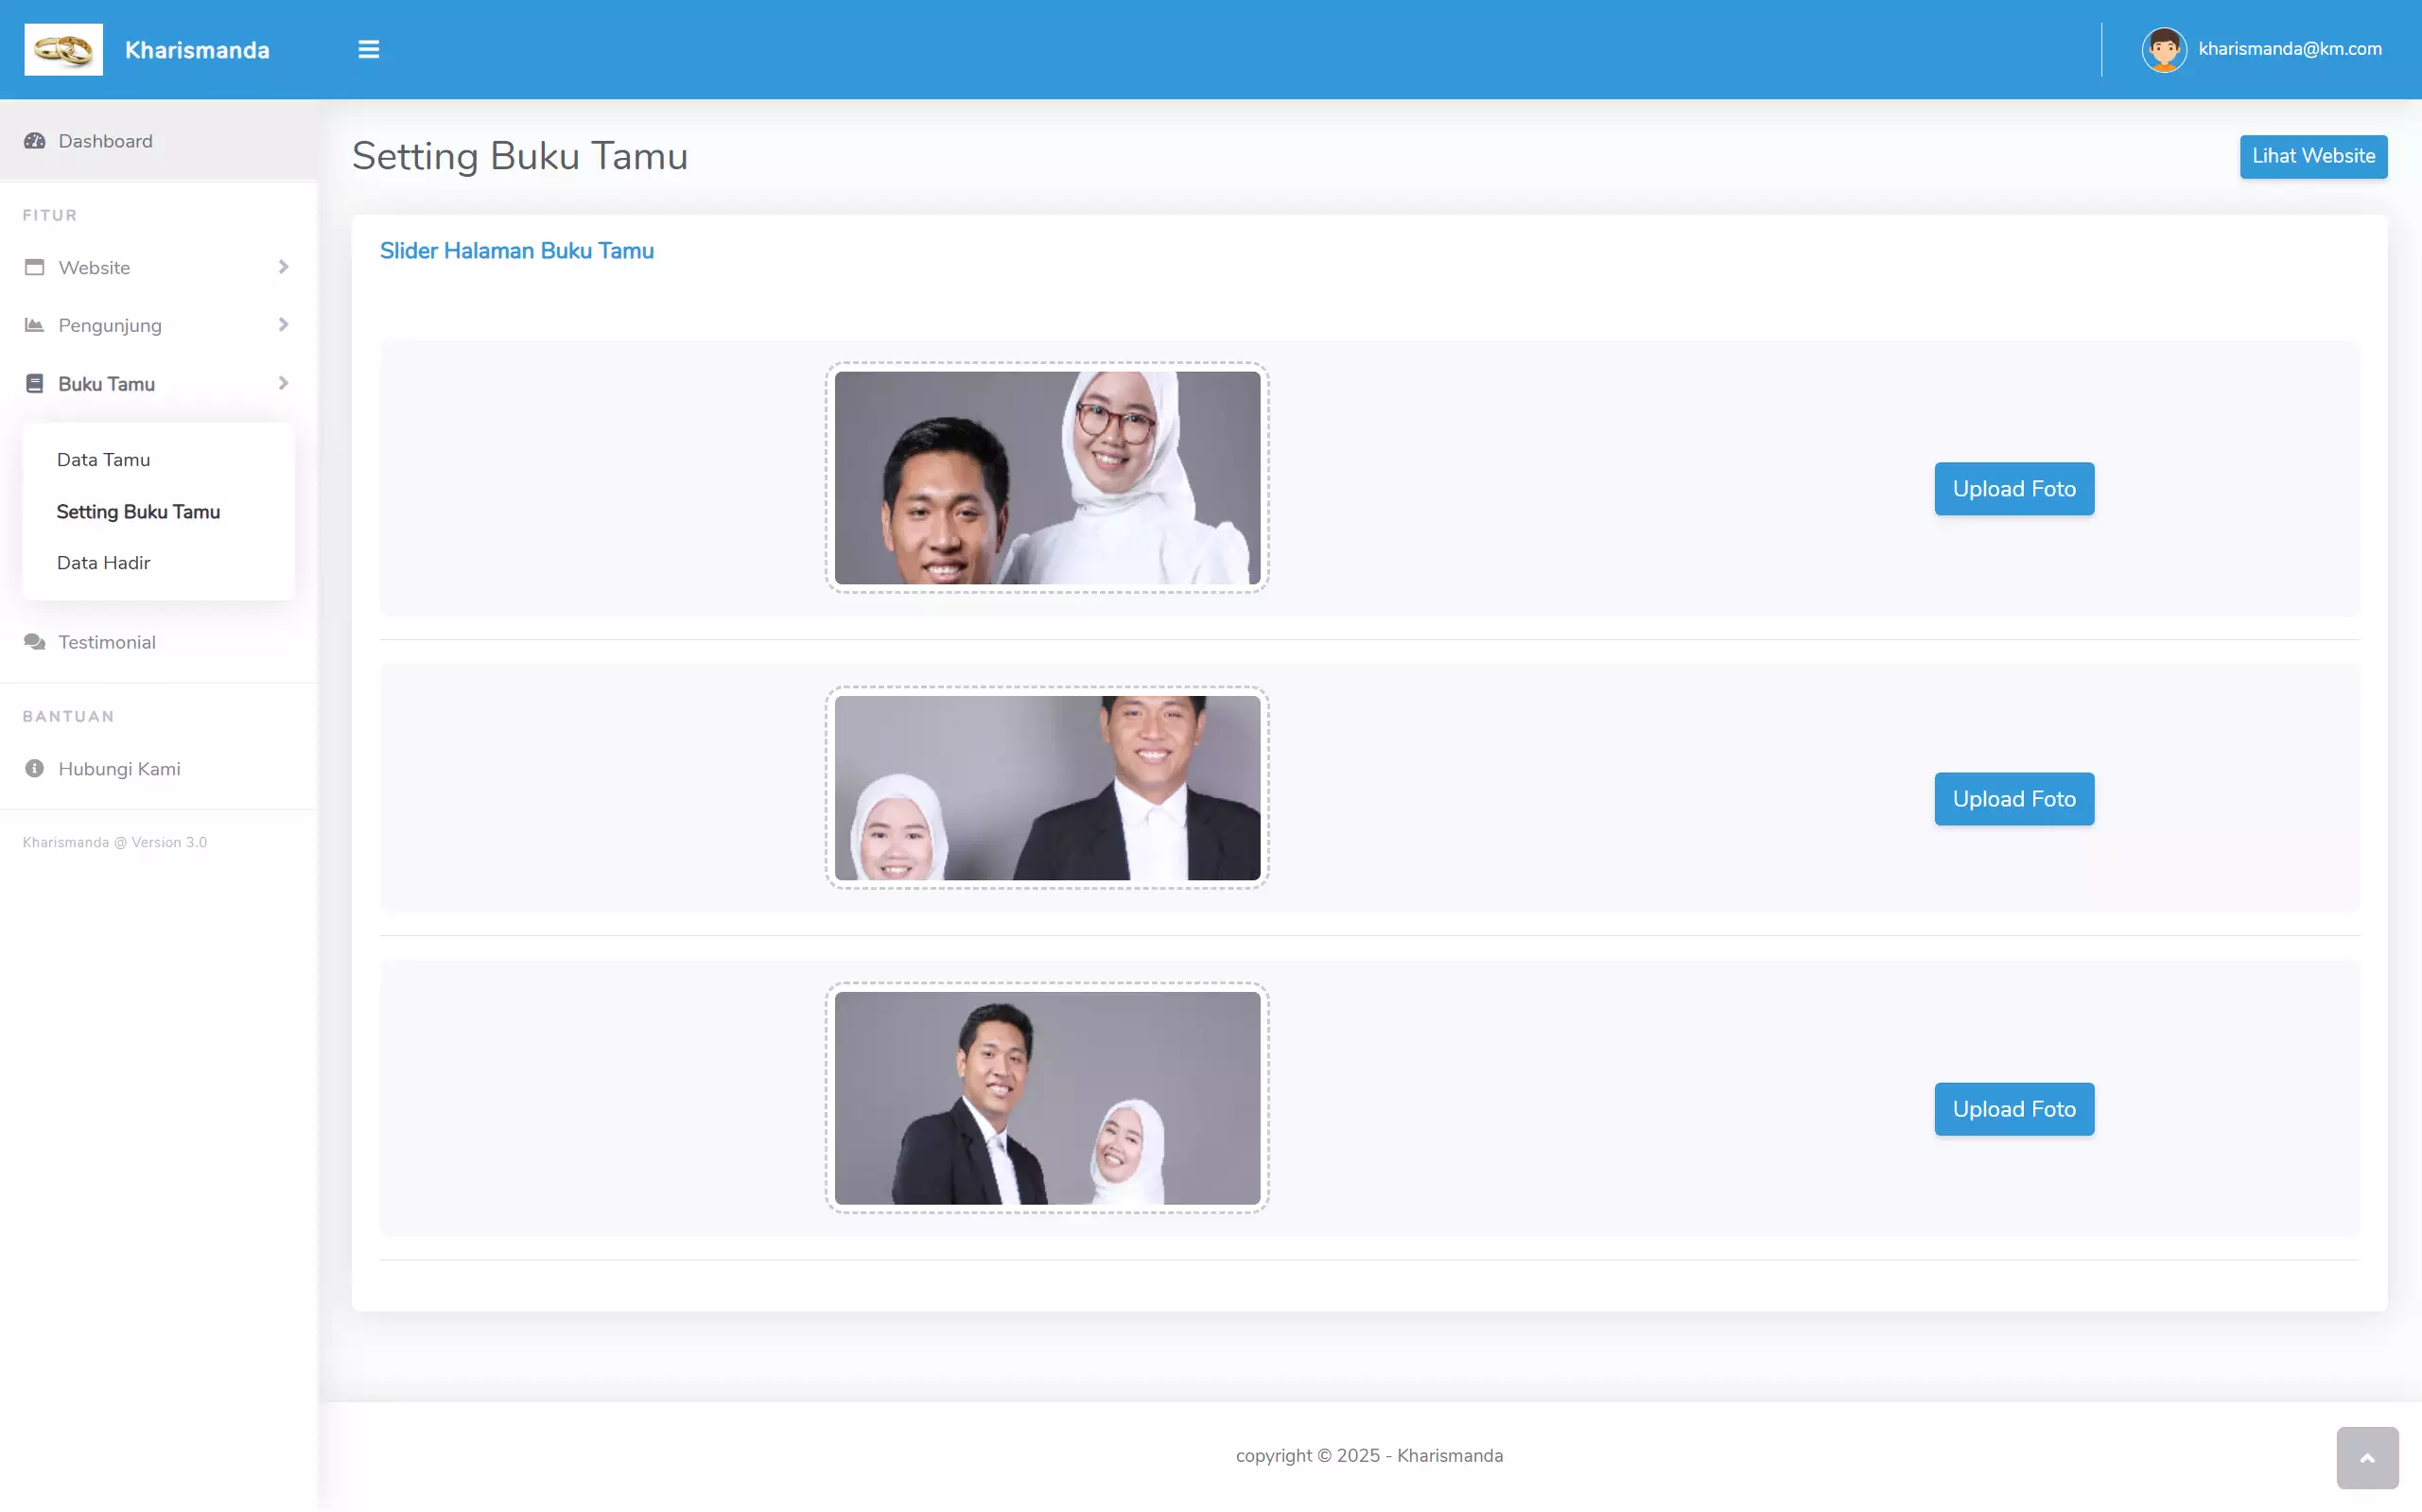 Kharismanda
kharismanda@km.com
Dashboard
FITUR
Website
Pengunjung
Buku Tamu
Data Tamu
Setting Buku Tamu
Data Hadir
Testimonial
BANTUAN
Hubungi Kami
Kharismanda @ Version 3.0
Setting Buku Tamu
Lihat Website
Slider Halaman Buku Tamu
Upload Foto
Upload Foto
Upload Foto
copyright © 2025 - Kharismanda